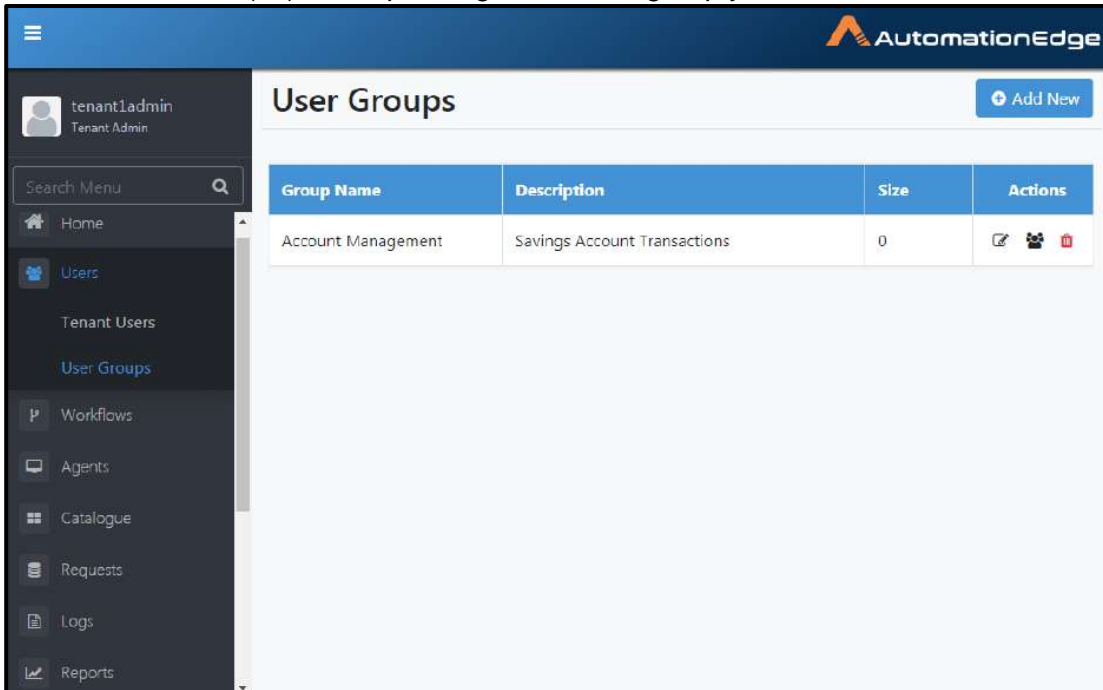 AutomationEdge
tenant1admin
Tenant Admin
Search Menu
Home
Users
Tenant Users
User Groups
Workflows
Agents
Catalogue
Requests
Logs
Reports
User Groups
Add New
Group Name Description Size Actions
Account Management Savings Account Transactions 0